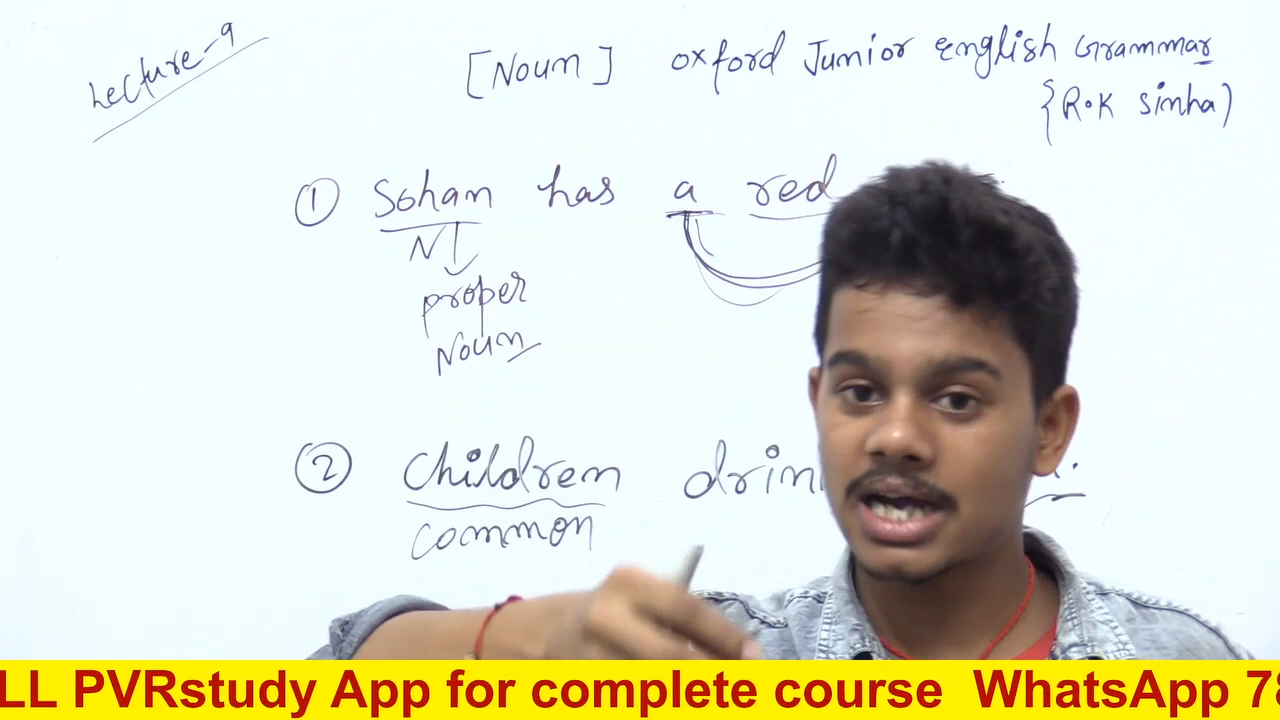 Lecture-9
[Noun] oxford Junior English Grammar
{R.K Sinha)
① Sohan has a red
N
proper
Noun
② Children
common
LL PVRstudy App for complete course WhatsApp 78